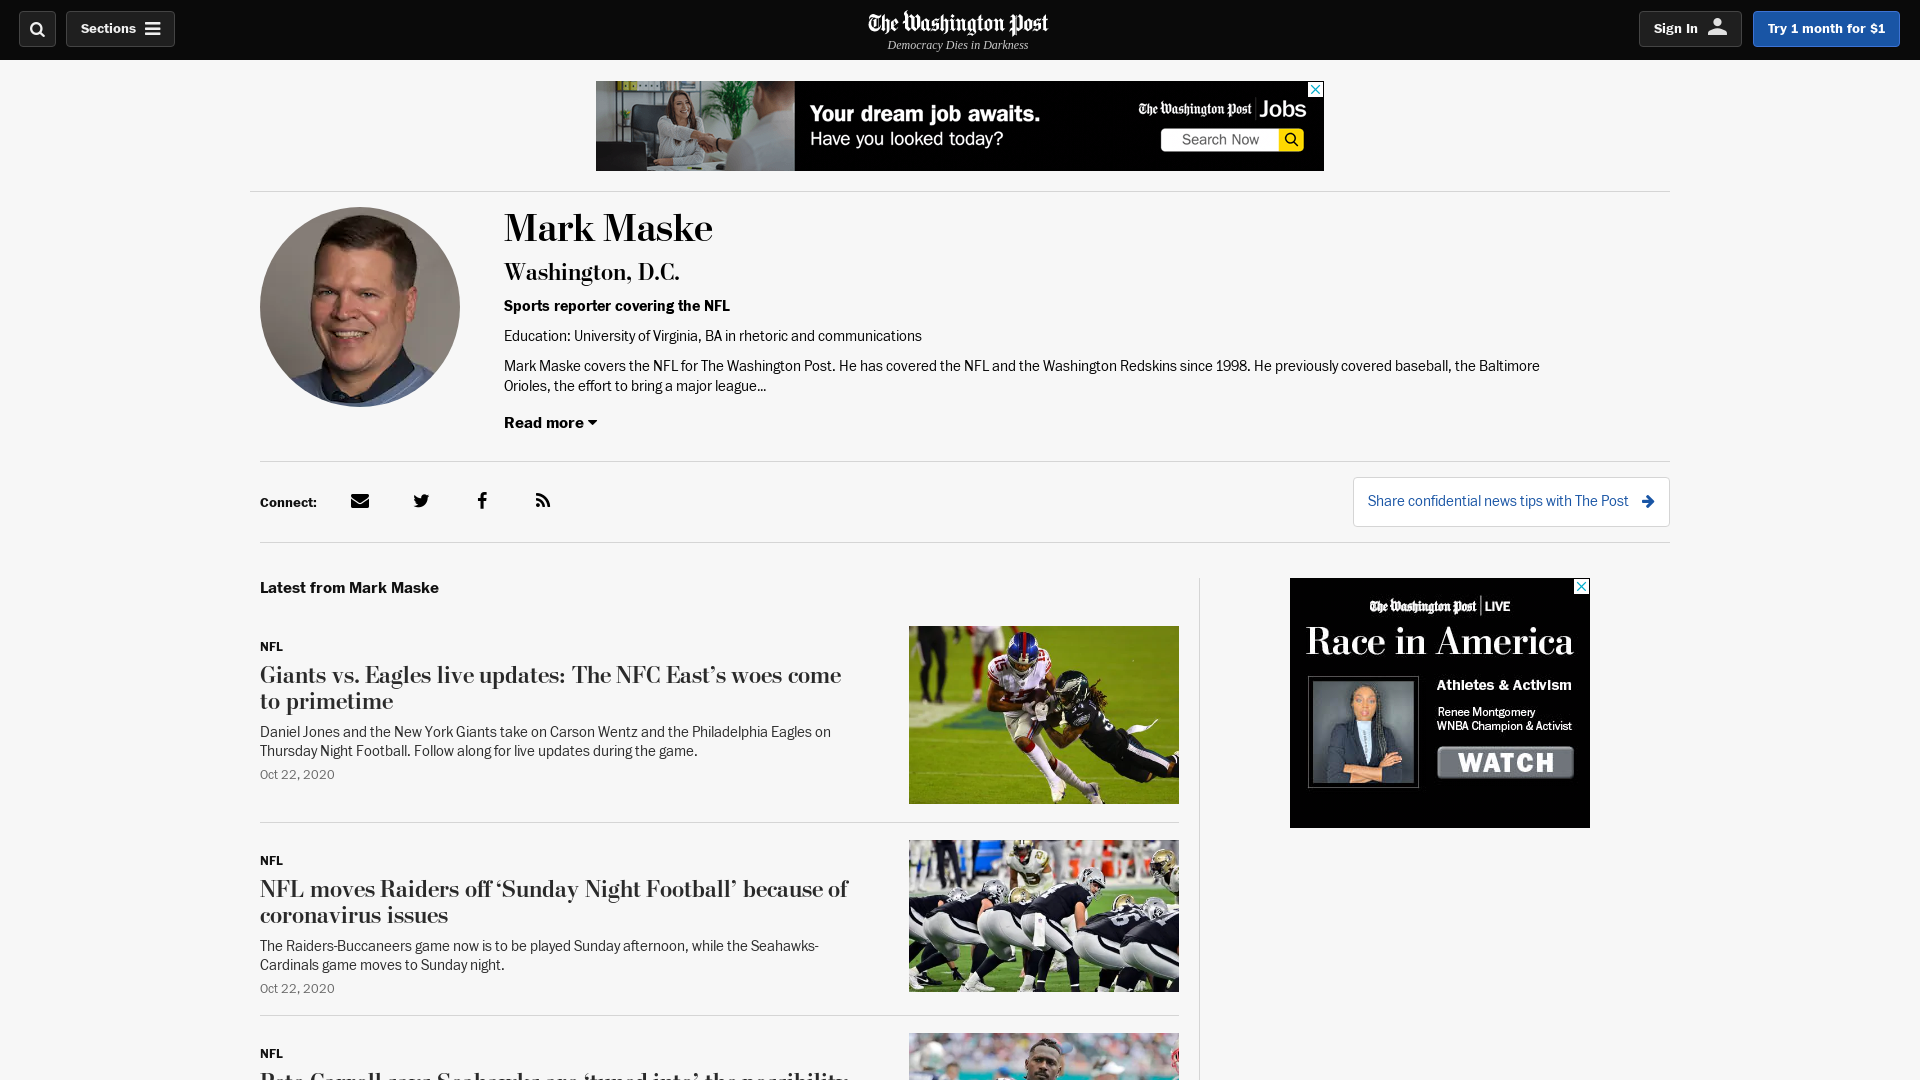 Sections
The Washington Post
Democracy Dies in Darkness
Sign In
Try 1 month for $1
Your dream job awaits.
Have you looked today?
The Washington Post Jobs
Search Now
Mark Maske
Washington, D.C.
Sports reporter covering the NFL
Education: University of Virginia, BA in rhetoric and communications
Mark Maske covers the NFL for The Washington Post. He has covered the NFL and the Washington Redskins since 1998. He previously covered baseball, the Baltimore
Orioles, the effort to bring a major league...
Read more
Connect:
Share confidential news tips with The Post
Latest from Mark Maske
NFL
Giants vs. Eagles live updates: The NFC East’s woes come
to primetime
Daniel Jones and the New York Giants take on Carson Wentz and the Philadelphia Eagles on
Thursday Night Football. Follow along for live updates during the game.
Oct 22, 2020
The Washington Post LIVE
Race in America
Athletes & Activism
Renee Montgomery
WNBA Champion & Activist
WATCH
NFL
NFL moves Raiders off ‘Sunday Night Football’ because of
coronavirus issues
The Raiders-Buccaneers game now is to be played Sunday afternoon, while the Seahawks-
Cardinals game moves to Sunday night.
Oct 22, 2020
NFL
Pete Carroll says Seahawks are ‘tuned into’ the possibility